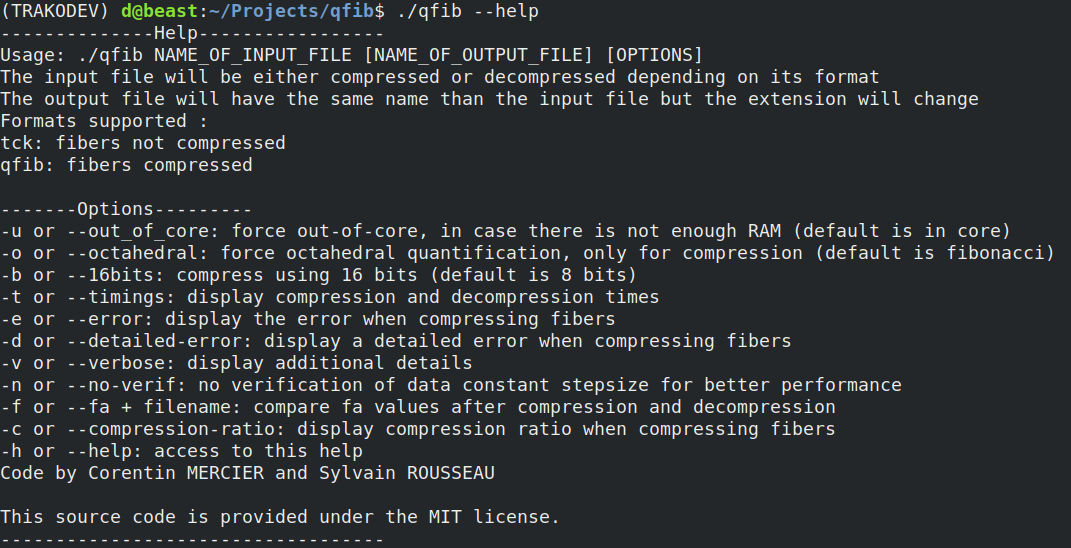 (TRAKODEV) d@beast:~/Projects/qfib$ ./qfib --help
--------------Help-----------------
Usage: ./qfib NAME_OF_INPUT_FILE [NAME_OF_OUTPUT_FILE] [OPTIONS]
The input file will be either compressed or decompressed depending on its format
The output file will have the same name than the input file but the extension will change
Formats supported :
tck: fibers not compressed
qfib: fibers compressed

-------Options---------
-u or --out_of_core: force out-of-core, in case there is not enough RAM (default is in core)
-o or --octahedral: force octahedral quantification, only for compression (default is fibonacci)
-b or --16bits: compress using 16 bits (default is 8 bits)
-t or --timings: display compression and decompression times
-e or --error: display the error when compressing fibers
-d or --detailed-error: display a detailed error when compressing fibers
-v or --verbose: display additional details
-n or --no-verif: no verification of data constant stepsize for better performance
-f or --fa + filename: compare fa values after compression and decompression
-c or --compression-ratio: display compression ratio when compressing fibers
-h or --help: access to this help
Code by Corentin MERCIER and Sylvain ROUSSEAU

This source code is provided under the MIT license.
-----------------------------------